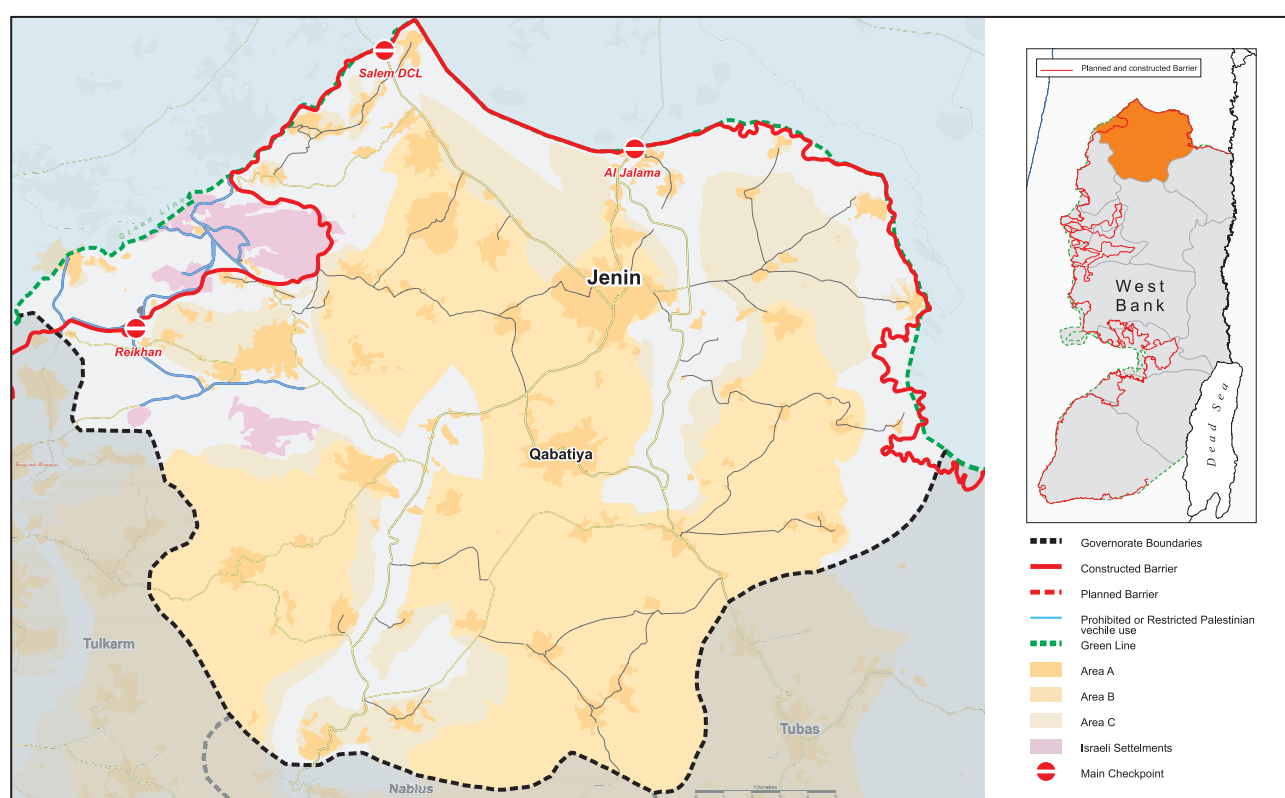 Salem DCL
Al Jalama
Green Line
Jenin
Reikhan
Qabatiya
Tulkarm
Tubas
Nablus
Planned and constructed Barrier
West
Bank
Dead Sea
Governorate Boundaries
Constructed Barrier
Planned Barrier
Prohibited or Restricted Palestinian
vechile use
Green Line
Area A
Area B
Area C
Israeli Settelments
Main Checkpoint